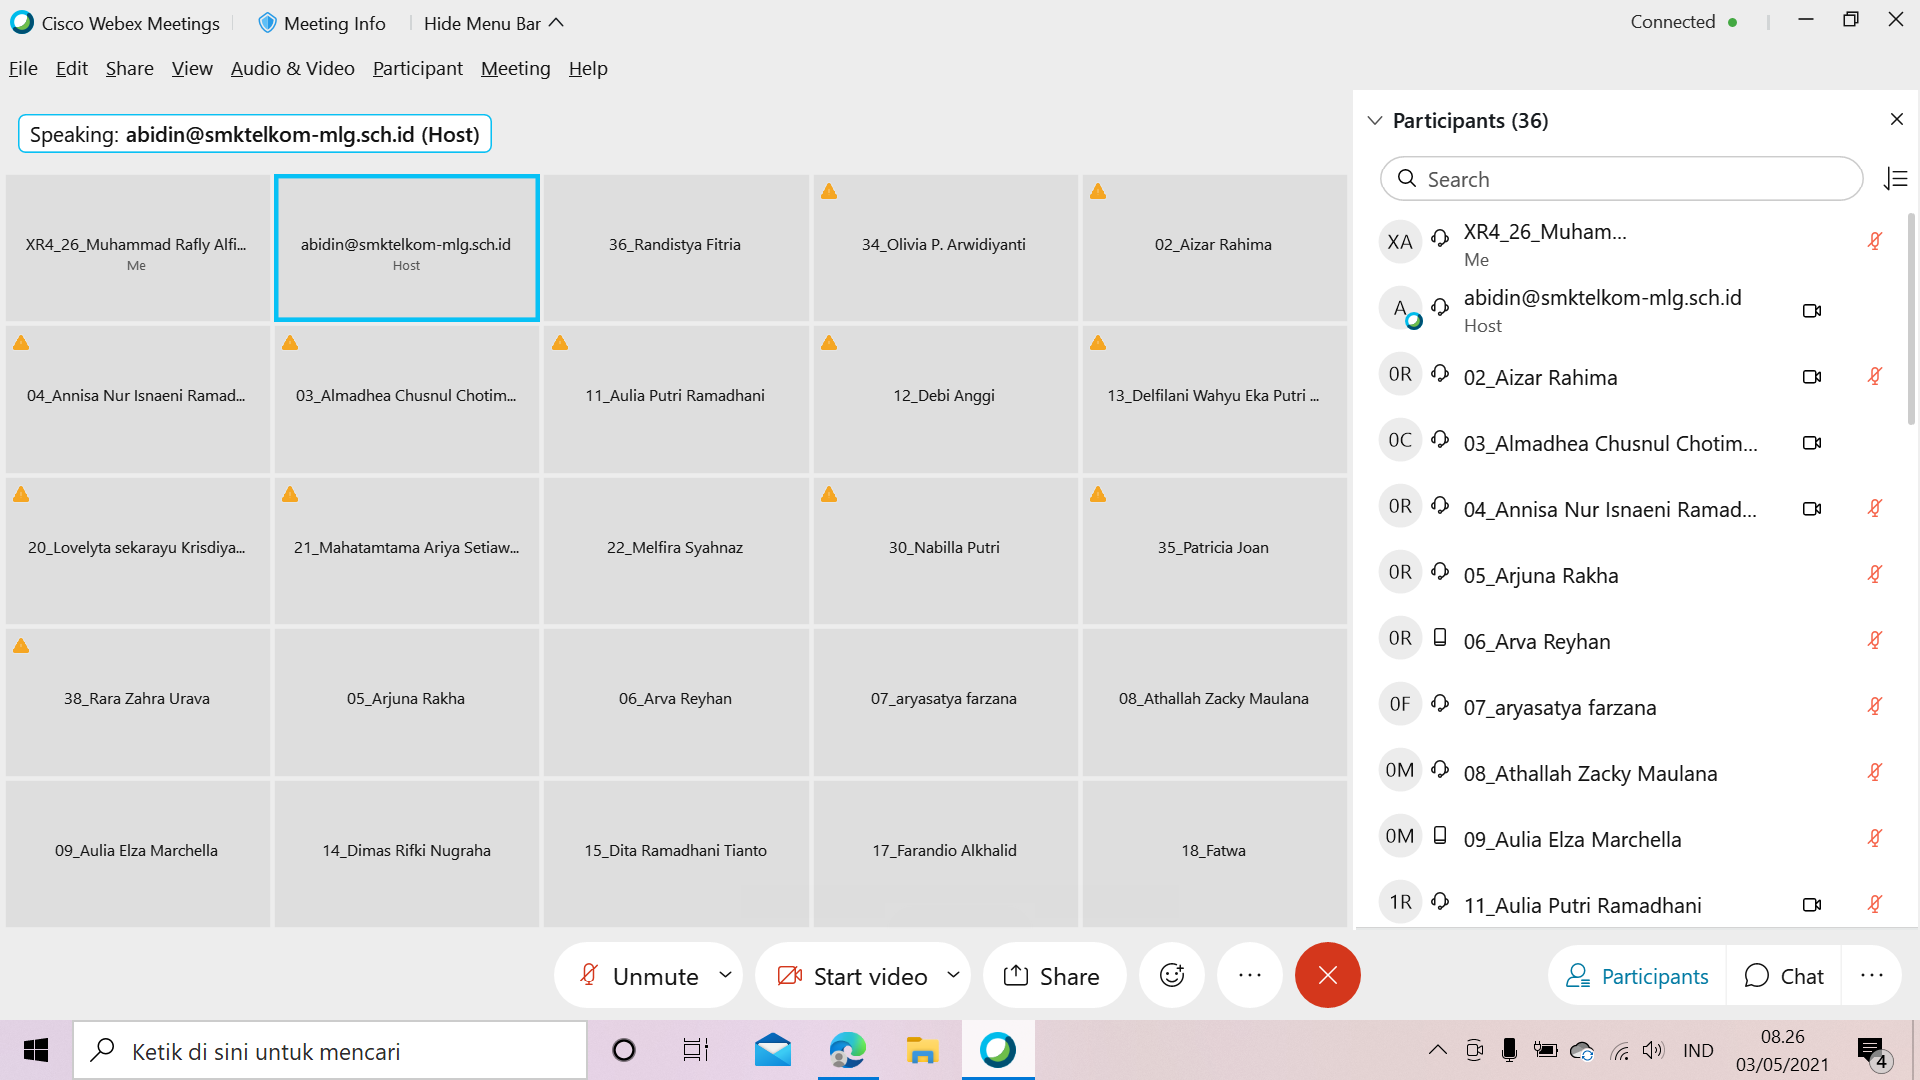 Cisco Webex Meetings
Meeting Info
Hide Menu Bar
Connected
File Edit Share View Audio & Video Participant Meeting Help
Speaking: abidin@smktelkom-mlg.sch.id (Host)
XR4_26_Muhammad Rafly Alfi...
Me
abidin@smktelkom-mlg.sch.id
Host
36_Randistya Fitria
34_Olivia P. Arwidiyanti
02_Aizar Rahima
04_Annisa Nur Isnaeni Ramad...
03_Almadhea Chusnul Chotim...
11_Aulia Putri Ramadhani
12_Debi Anggi
13_Delfilani Wahyu Eka Putri ...
20_Lovelyta sekarayu Krisdiya...
21_Mahatamtama Ariya Setiaw...
22_Melfira Syahnaz
30_Nabilla Putri
35_Patricia Joan
38_Rara Zahra Urava
05_Arjuna Rakha
06_Arva Reyhan
07_aryasatya farzana
08_Athallah Zacky Maulana
09_Aulia Elza Marchella
14_Dimas Rifki Nugraha
15_Dita Ramadhani Tianto
17_Farandio Alkhalid
18_Fatwa
Participants (36)
Search
XA
XR4_26_Muham...
Me
A
abidin@smktelkom-mlg.sch.id
Host
0R 02_Aizar Rahima
0C 03_Almadhea Chusnul Chotim...
0R 04_Annisa Nur Isnaeni Ramad...
0R 05_Arjuna Rakha
0R 06_Arva Reyhan
0F 07_aryasatya farzana
0M 08_Athallah Zacky Maulana
0M 09_Aulia Elza Marchella
1R 11_Aulia Putri Ramadhani
Unmute
Start video
Share
Participants
Chat
Ketik di sini untuk mencari
IND
08.26
03/05/2021
4